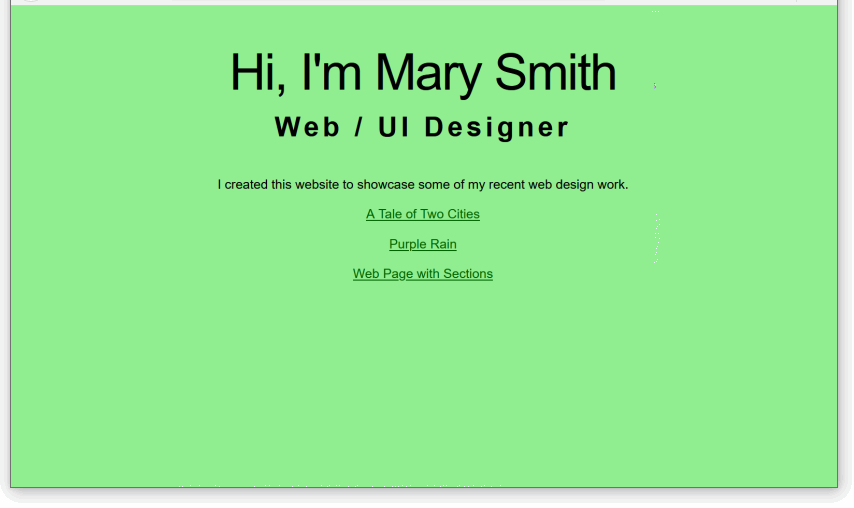 Hi, I'm Mary Smith
Web / UI Designer
I created this website to showcase some of my recent web design work.
A Tale of Two Cities
Purple Rain
Web Page with Sections